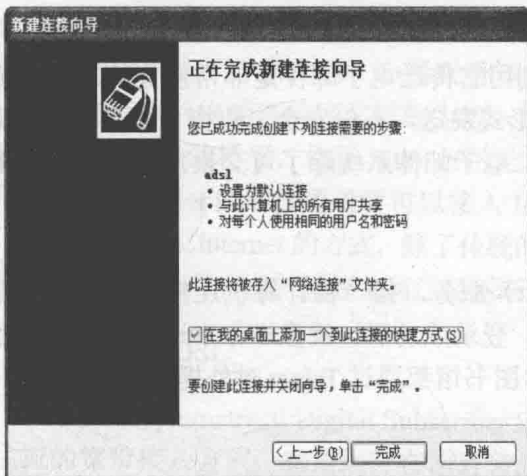 新建连接向导
正在完成新建连接向导
您已成功完成创建下列连接需要的步骤:
adsl
• 设置为默认连接
• 与此计算机上的所有用户共享
• 对每个人使用相同的用户名和密码
此连接将被存入“网络连接”文件夹。
在我的桌面上添加一个到此连接的快捷方式(S)
要创建此连接并关闭向导，单击“完成”。
<上一步(B) 完成 取消